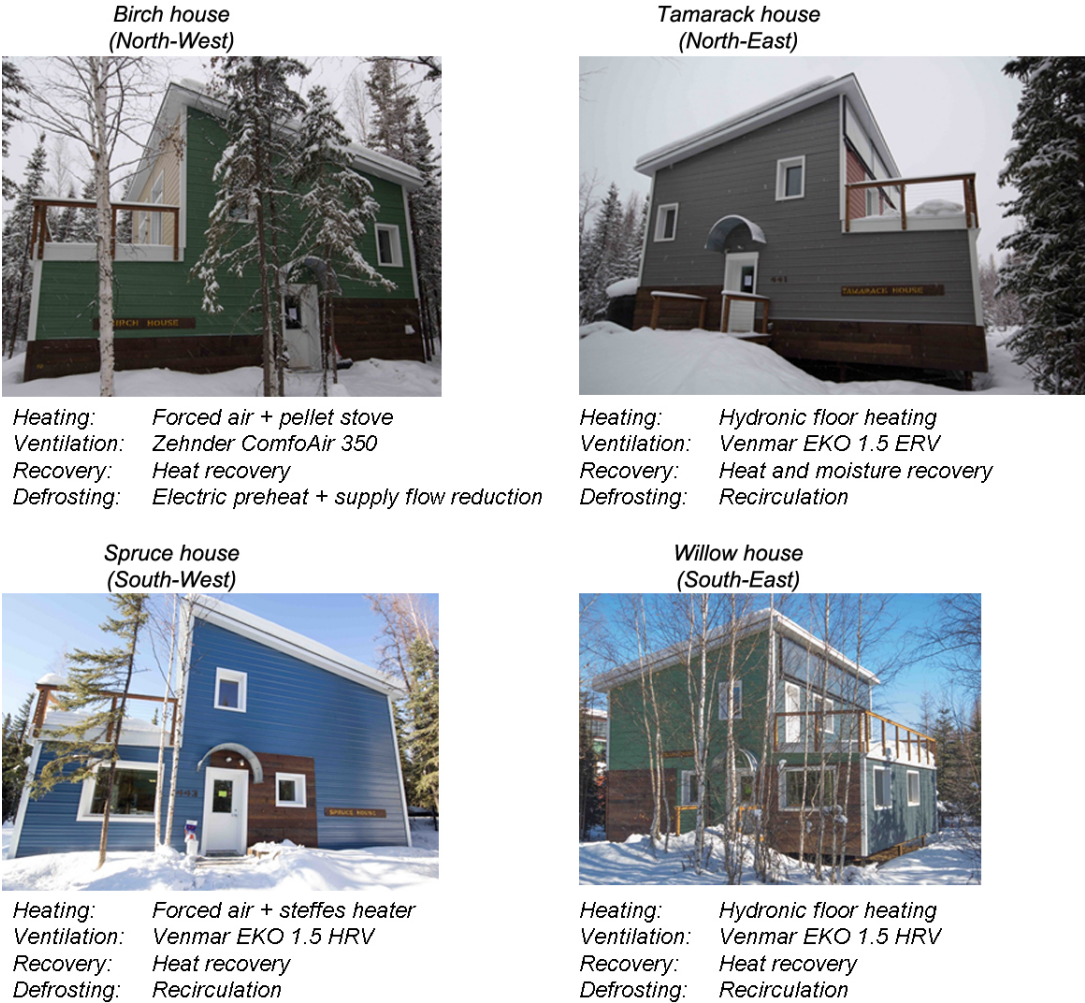 Birch house
(North-West)
Tamarack house
(North-East)
BIRCH HOUSE
441
TAMARACK HOUSE
Heating: Forced air + pellet stove
Ventilation: Zehnder ComfoAir 350
Recovery: Heat recovery
Defrosting: Electric preheat + supply flow reduction
Heating: Hydronic floor heating
Ventilation: Venmar EKO 1.5 ERV
Recovery: Heat and moisture recovery
Defrosting: Recirculation
Spruce house
(South-West)
Willow house
(South-East)
443
SPRUCE HOUSE
Heating: Forced air + steffes heater
Ventilation: Venmar EKO 1.5 HRV
Recovery: Heat recovery
Defrosting: Recirculation
Heating: Hydronic floor heating
Ventilation: Venmar EKO 1.5 HRV
Recovery: Heat recovery
Defrosting: Recirculation